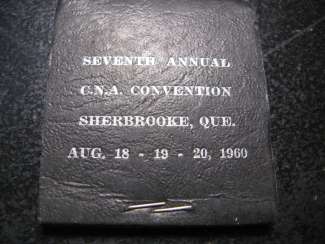 SEVENTH ANNUAL
C.N.A. CONVENTION
SHERBROOKE, QUE.
AUG. 18 - 19 - 20, 1960